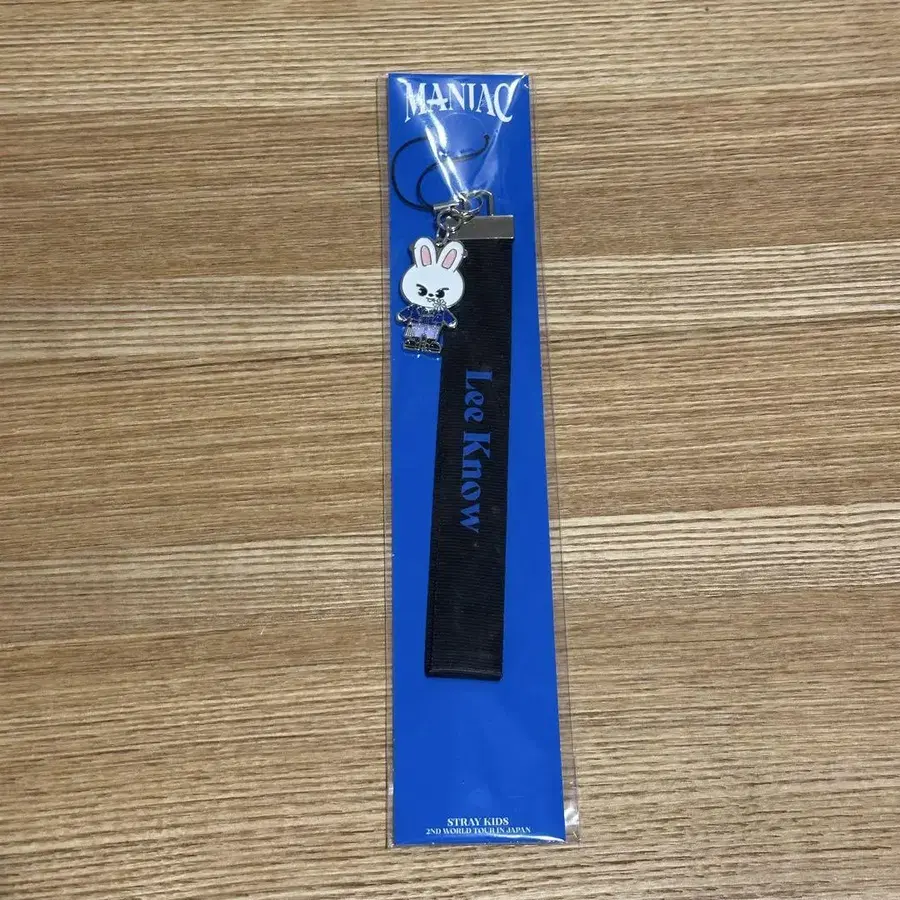 MANIAC
Lee Know
STRAY KIDS
2ND WORLD TOUR IN JAPAN